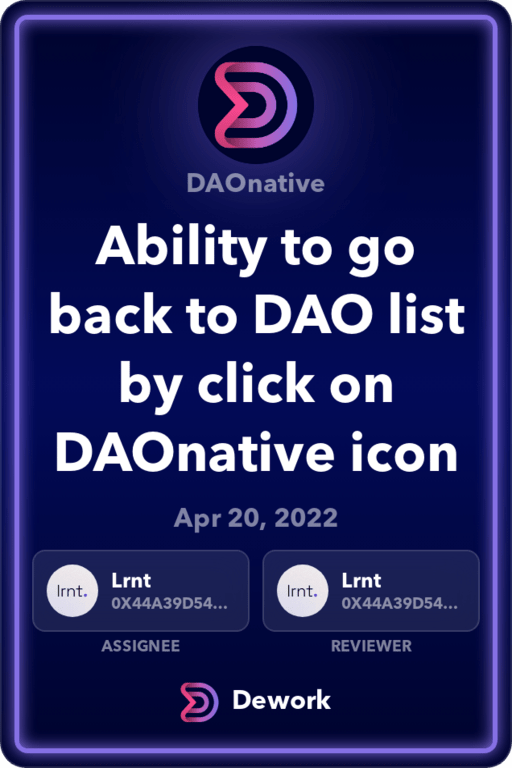 DAOnative
Ability to go
back to DAO list
by click on
DAOnative icon
Apr 20, 2022
lrnt.
Lrnt
0X44A39D54...
lrnt.
Lrnt
0X44A39D54...
ASSIGNEE
REVIEWER
Dework